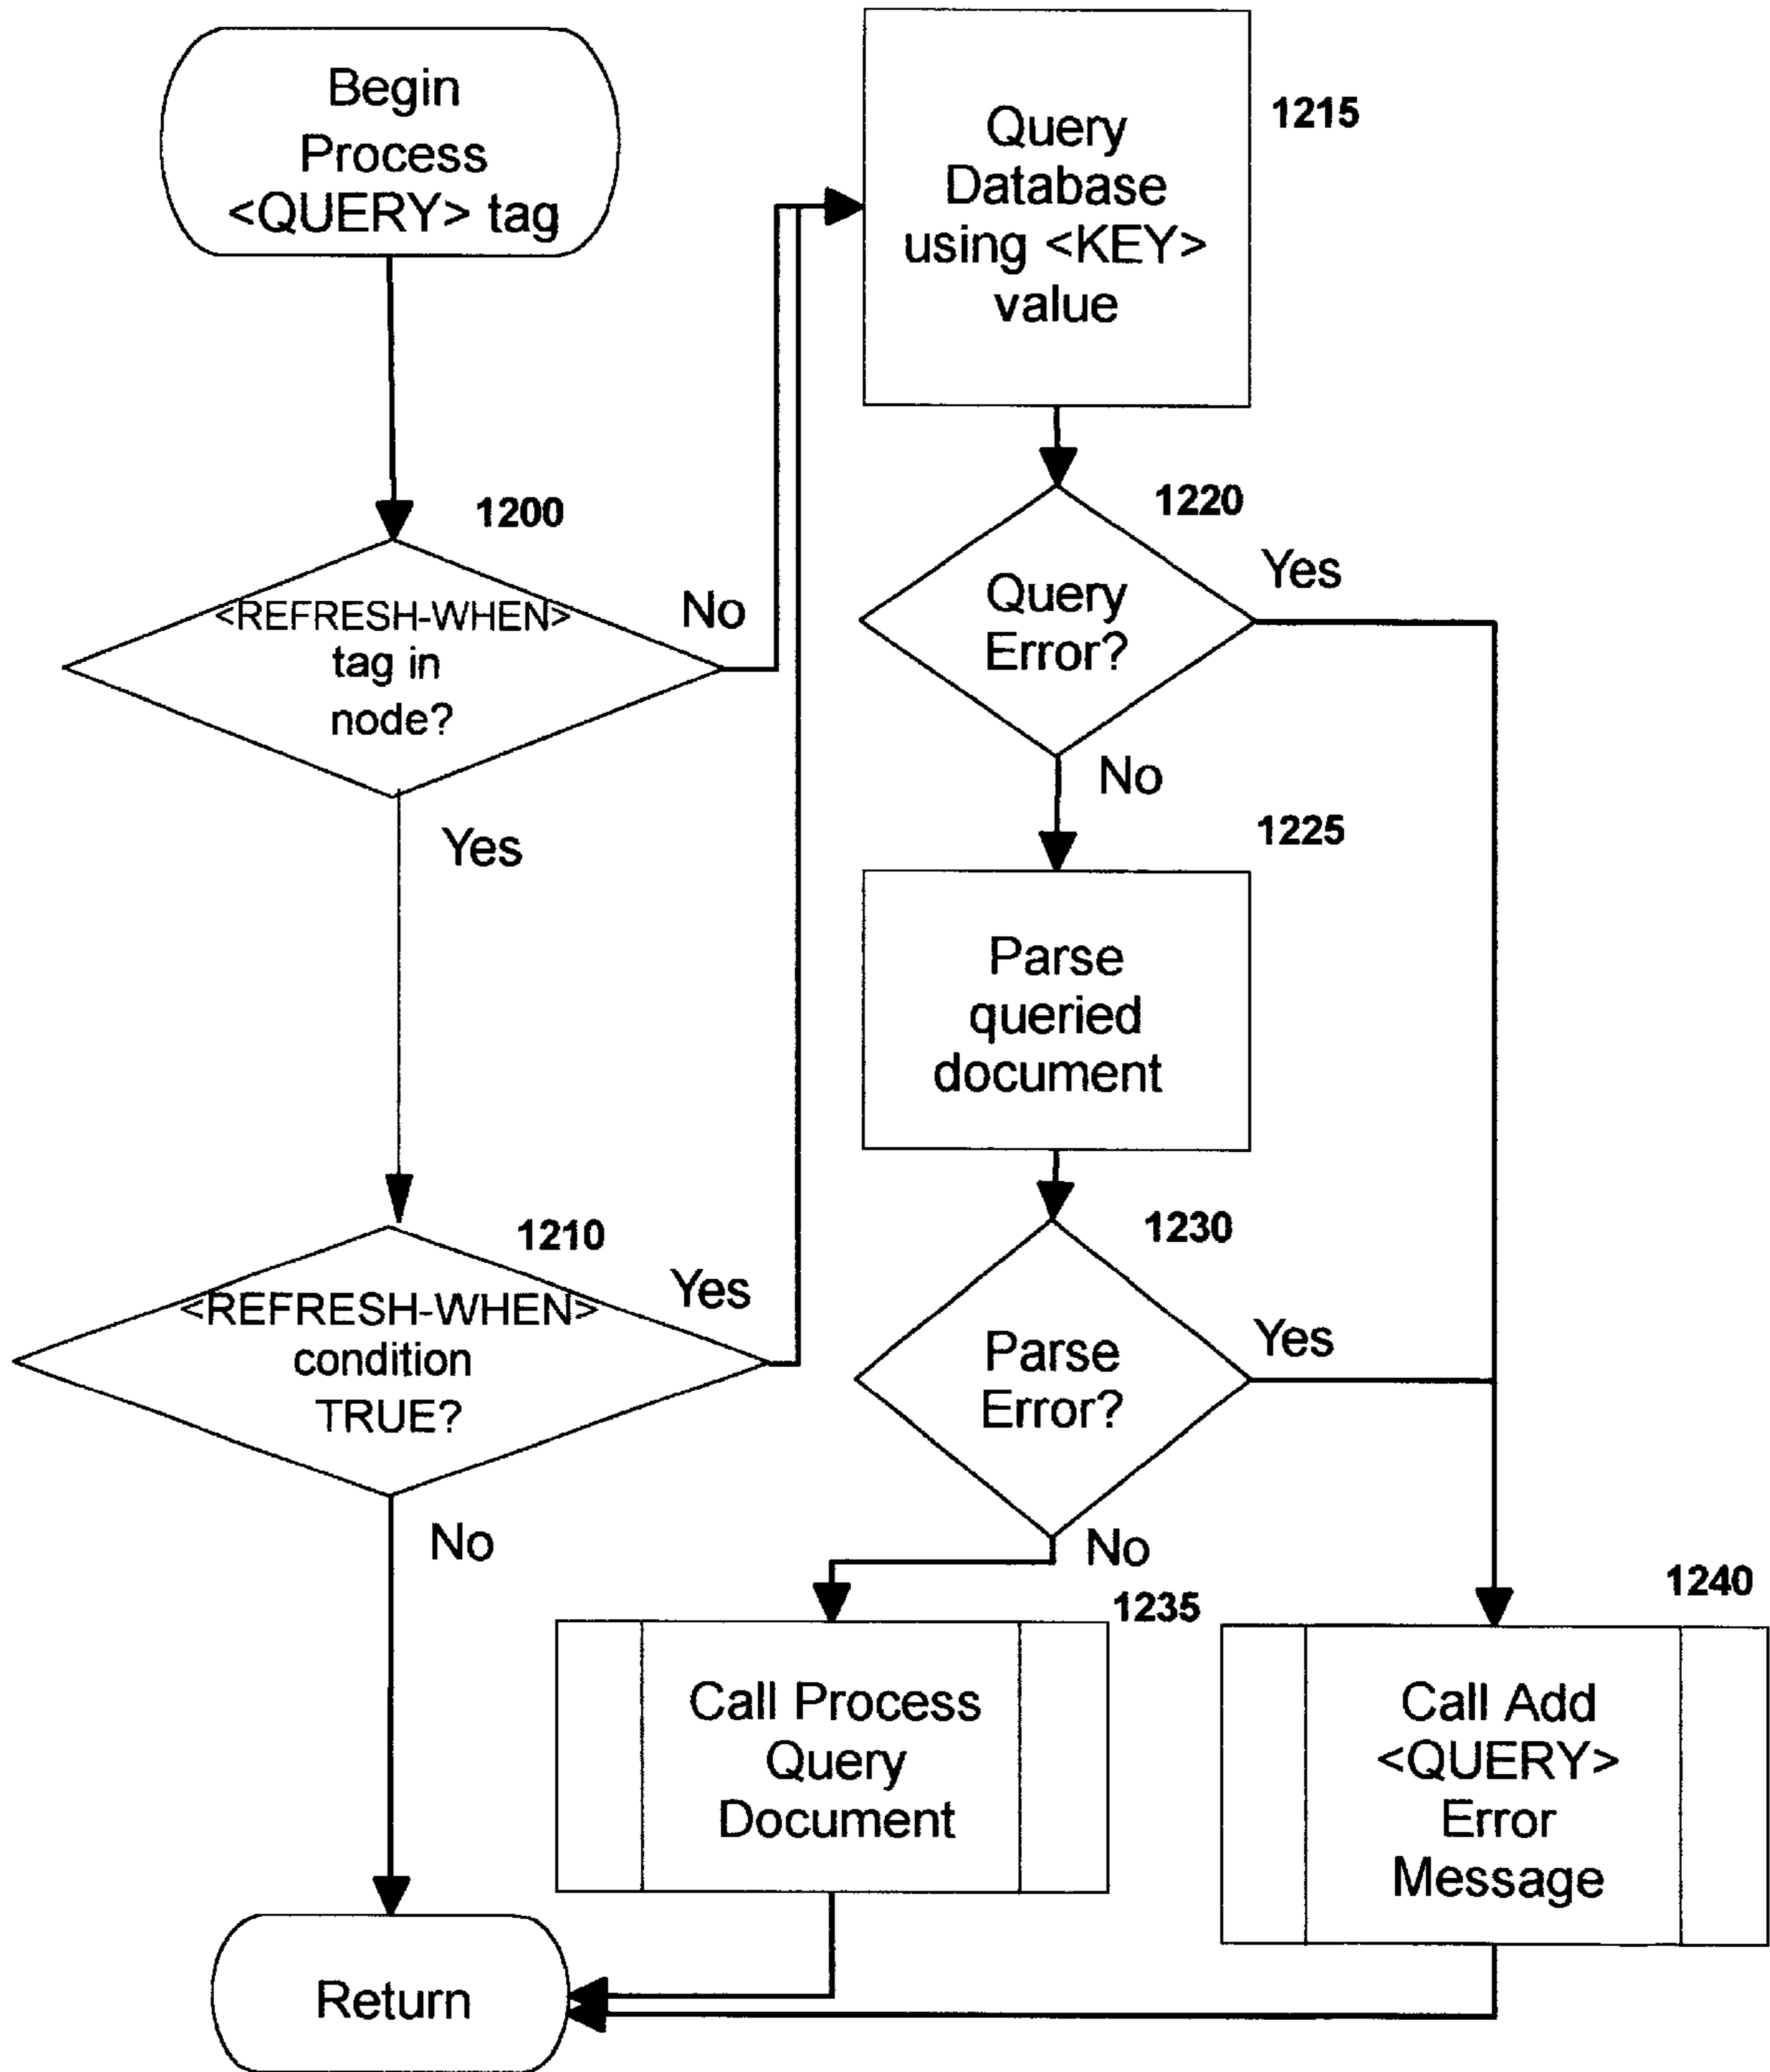 Begin
Process
<QUERY> tag
1200
<REFRESH-WHEN>
tag in
node?
No
Yes
1210
<REFRESH-WHEN>
condition
TRUE?
Yes
No
Return
1215
Query
Database
using <KEY>
value
1220
Query
Error?
Yes
No
1225
Parse
queried
document
1230
Parse
Error?
Yes
No
1235
Call Process
Query
Document
1240
Call Add
<QUERY>
Error
Message